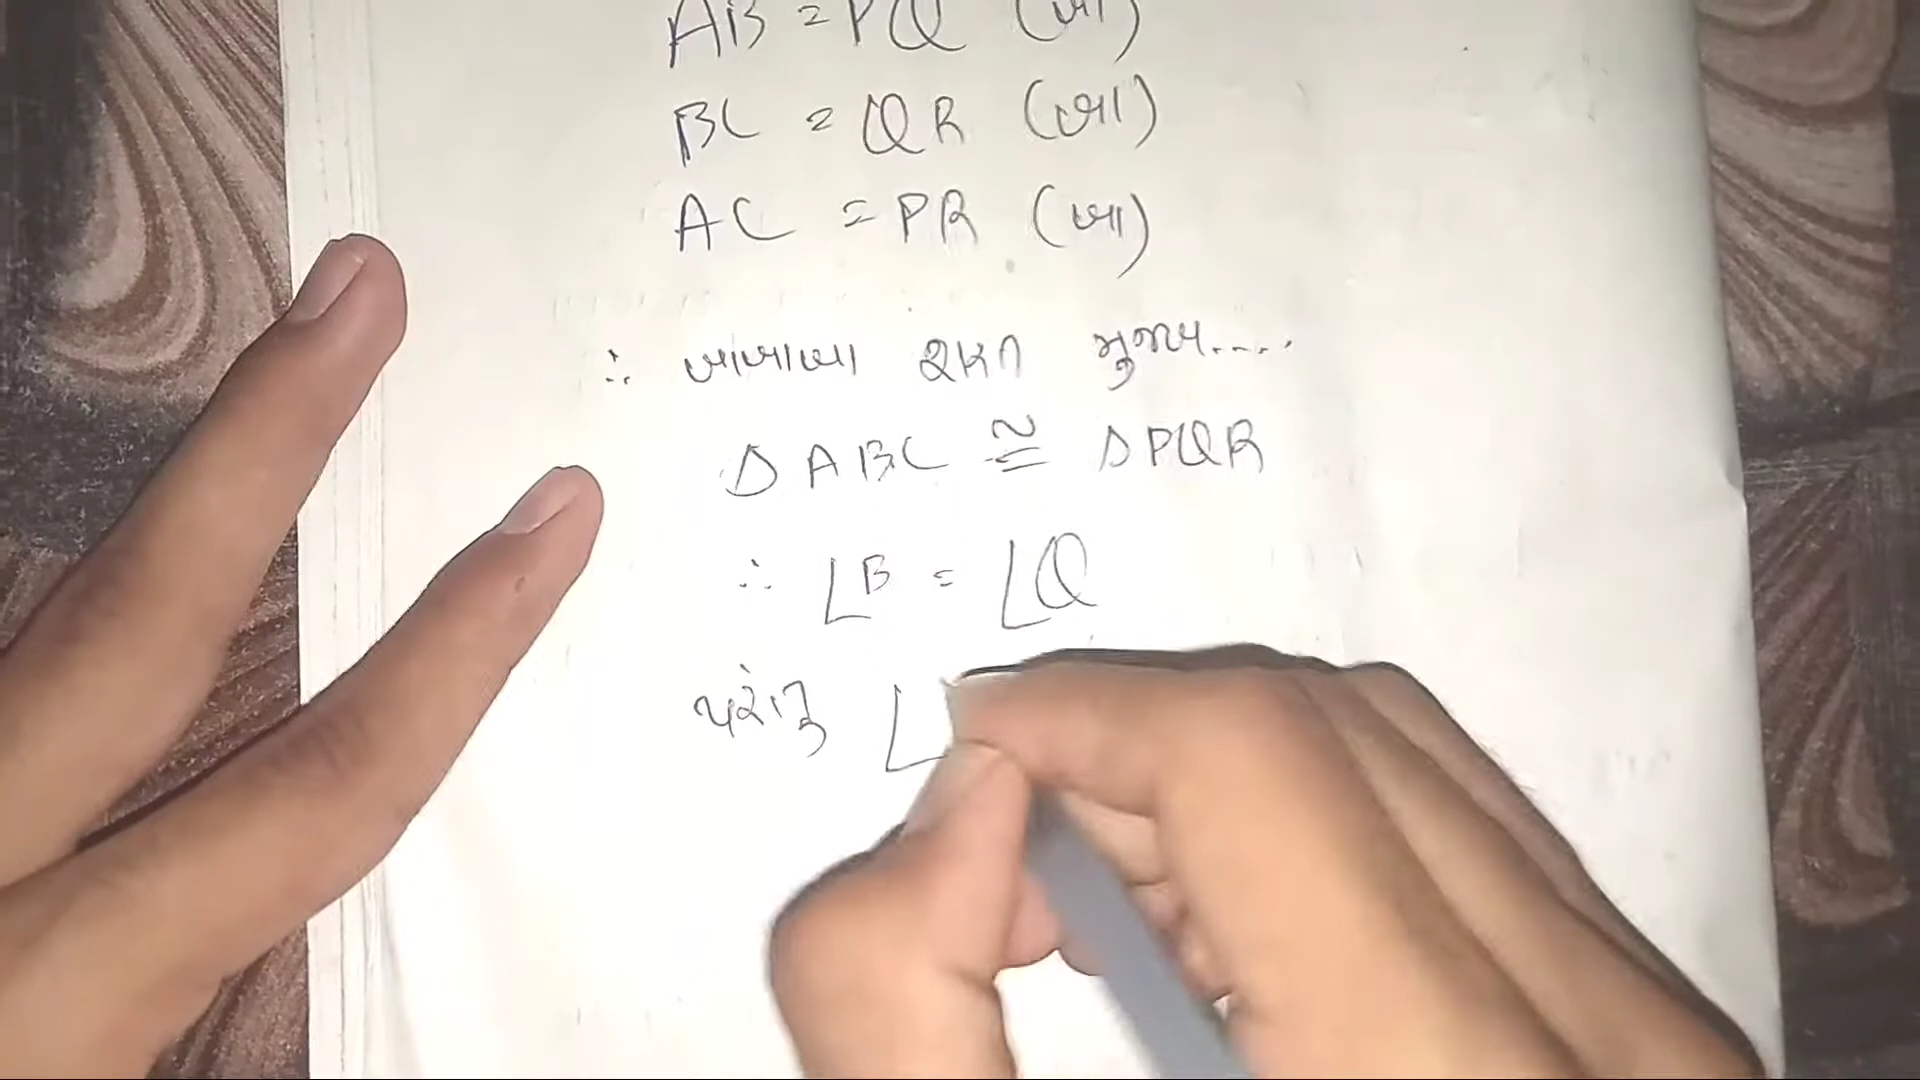 AB = PQ (બા)
BC = QR (બા)
AC = PR (બા)
∴ બાબાબા શરત મુજબ....
Δ ABC ≅ Δ PQR
∴ ∠B = ∠Q
પરંતુ ∠